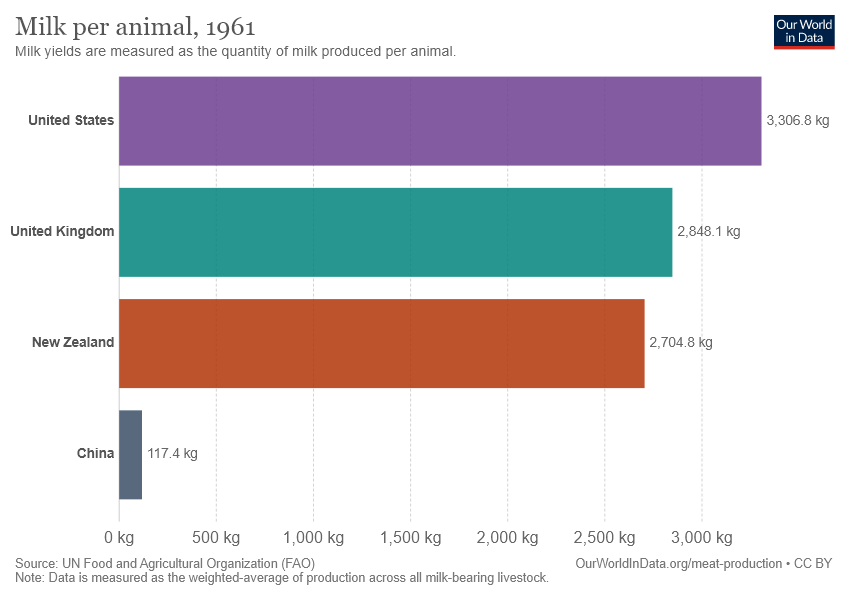 Milk per animal, 1961
Milk yields are measured as the quantity of milk produced per animal.
Our World
in Data
United States
3,306.8 kg
United Kingdom
2,848.1 kg
New Zealand
2,704.8 kg
China
117.4 kg
0 kg
500 kg
1,000 kg
1,500 kg
2,000 kg
2,500 kg
3,000 kg
Source: UN Food and Agricultural Organization (FAO)
OurWorldInData.org/meat-production • CC BY
Note: Data is measured as the weighted-average of production across all milk-bearing livestock.